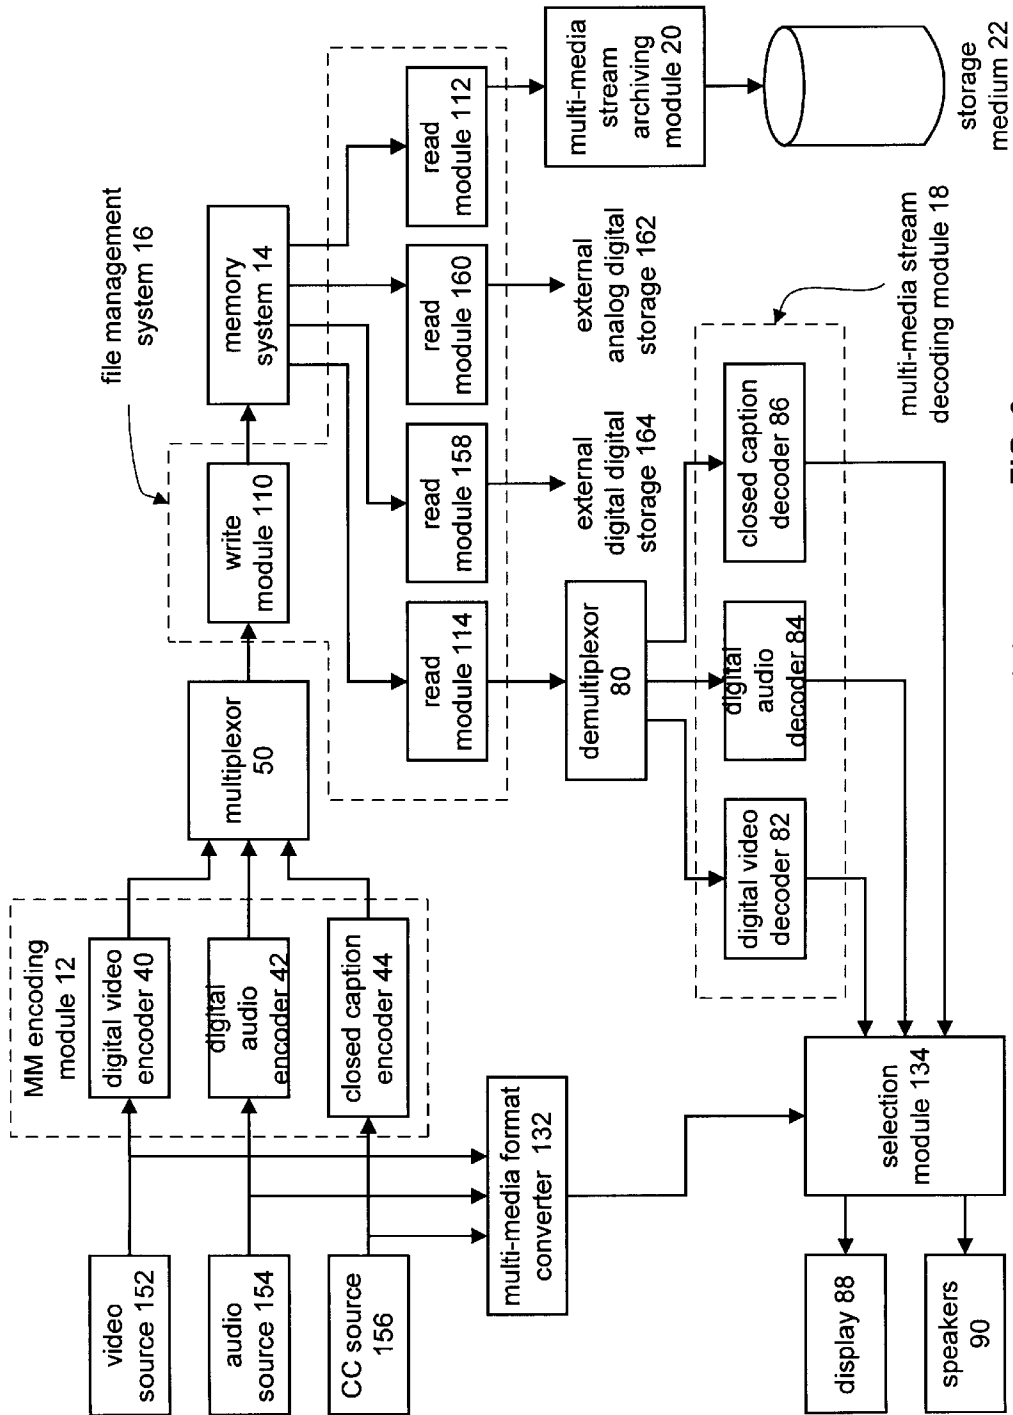 file management
system 16
MM encoding
module 12
video
source 152
digital video
encoder 40
multiplexor
50
write
module 110
memory
system 14
audio
source 154
digital
audio
encoder 42
CC source
156
closed caption
encoder 44
read
module 114
read
module 158
read
module 160
read
module 112
multi-media format
converter 132
demultiplexor
80
external
digital digital
storage 164
external
analog digital
storage 162
multi-media
stream
archiving
module 20
digital video
decoder 82
digital
audio
decoder 84
closed caption
decoder 86
display 88
speakers
90
selection
module 134
multi-media stream
decoding module 18
storage
medium 22